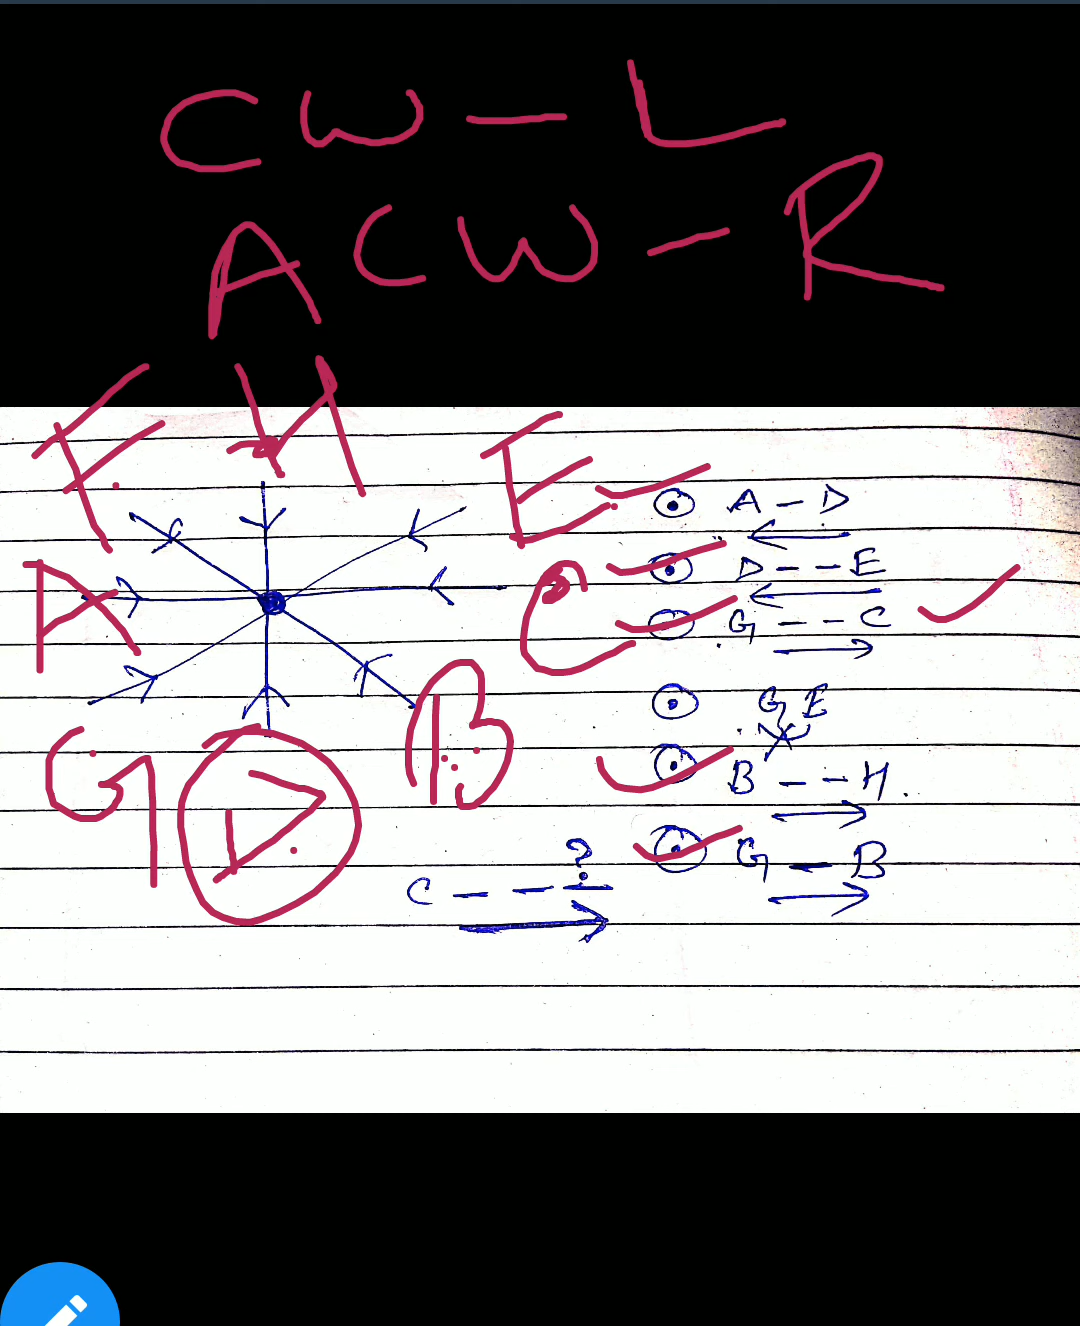 CW - L
ACW - R
F H E
A C
G D B
A - D
D - - E
G - - C
G E
B - - H.
G - B
C - - ?